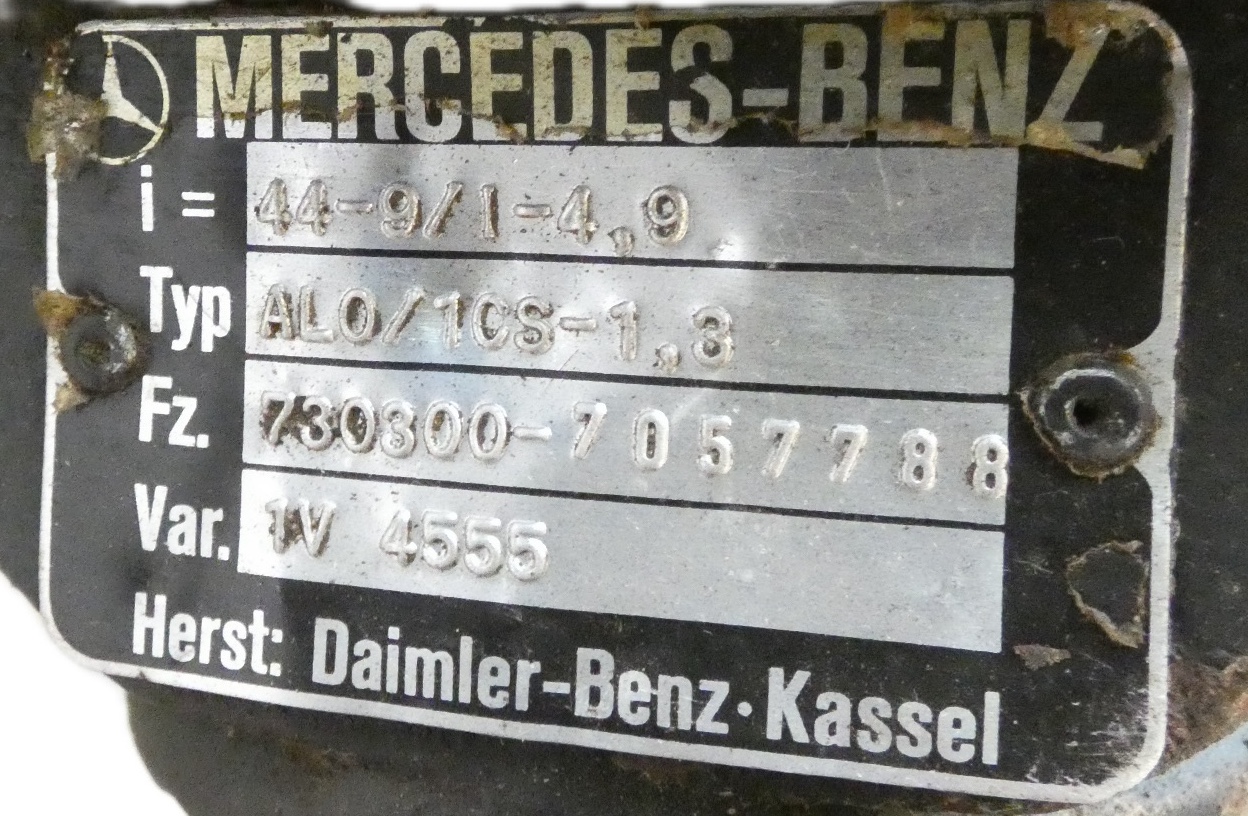 MERCEDES-BENZ
i = 44-9/1-4,9
Typ ALO/1CS-1,3
Fz. 730300-7057788
Var. 1V 4555
Herst: Daimler-Benz·Kassel